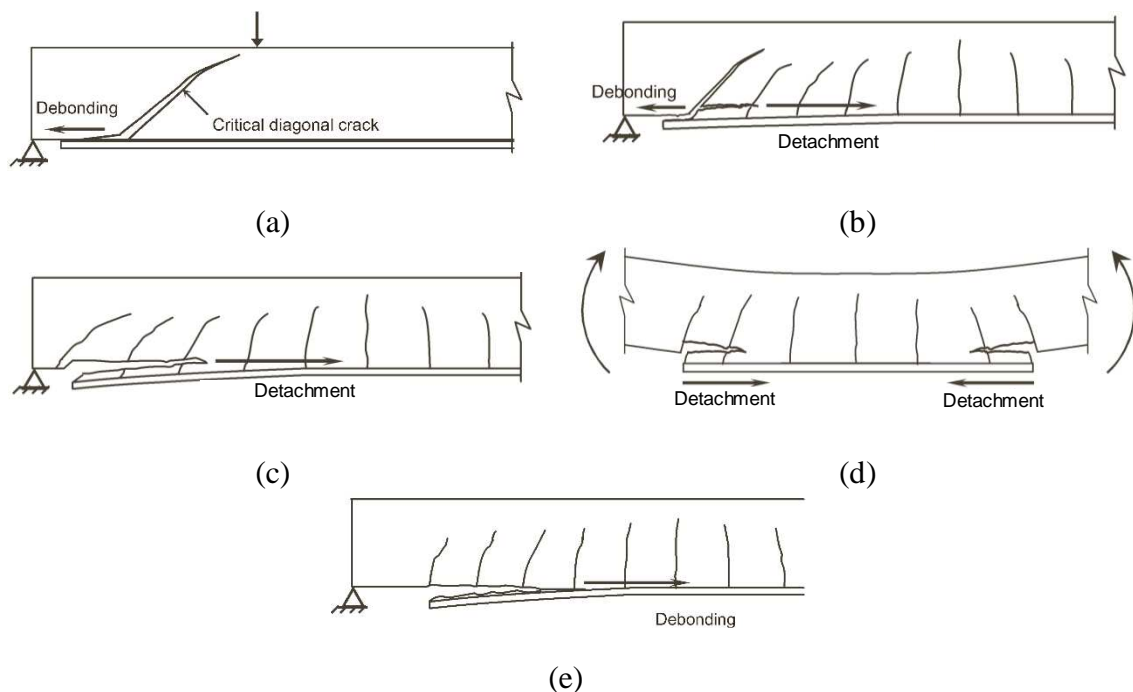 Debonding
Critical diagonal crack
(a)
Debonding
Detachment
(b)
Detachment
(c)
Detachment
Detachment
(d)
Debonding
(e)